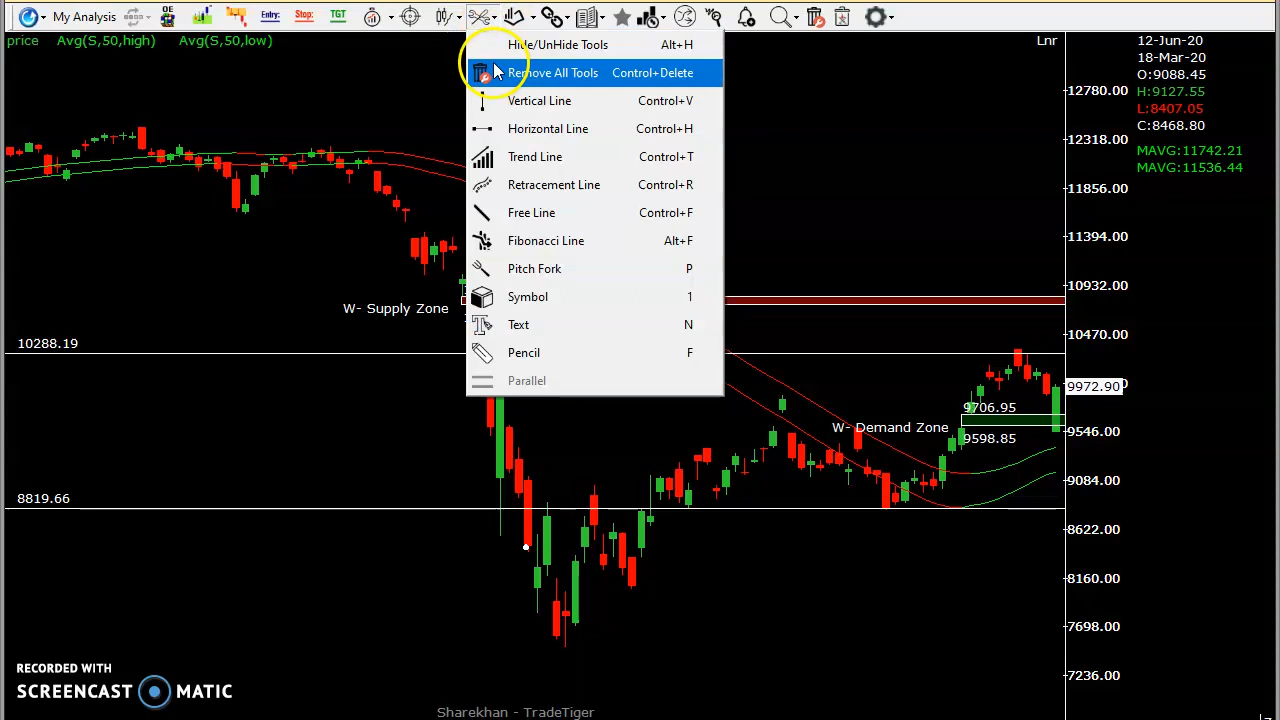 My Analysis OE Entry: Stop: TGT
price Avg(S,50,high) Avg(S,50,low)
Lnr
12-Jun-20
18-Mar-20
O:9088.45
H:9127.55
L:8407.05
C:8468.80
MAVG:11742.21
MAVG:11536.44
Hide/UnHide Tools Alt+H
Remove All Tools Control+Delete
Vertical Line Control+V
Horizontal Line Control+H
Trend Line Control+T
Retracement Line Control+R
Free Line Control+F
Fibonacci Line Alt+F
Pitch Fork P
Symbol 1
Text N
Pencil F
Parallel
12780.00
12318.00
11856.00
11394.00
10932.00
10470.00
9972.90
9546.00
9084.00
8622.00
8160.00
7698.00
7236.00
W- Supply Zone
10288.19
9706.95
W- Demand Zone
9598.85
8819.66
RECORDED WITH
SCREENCAST MATIC
Sharekhan - TradeTiger